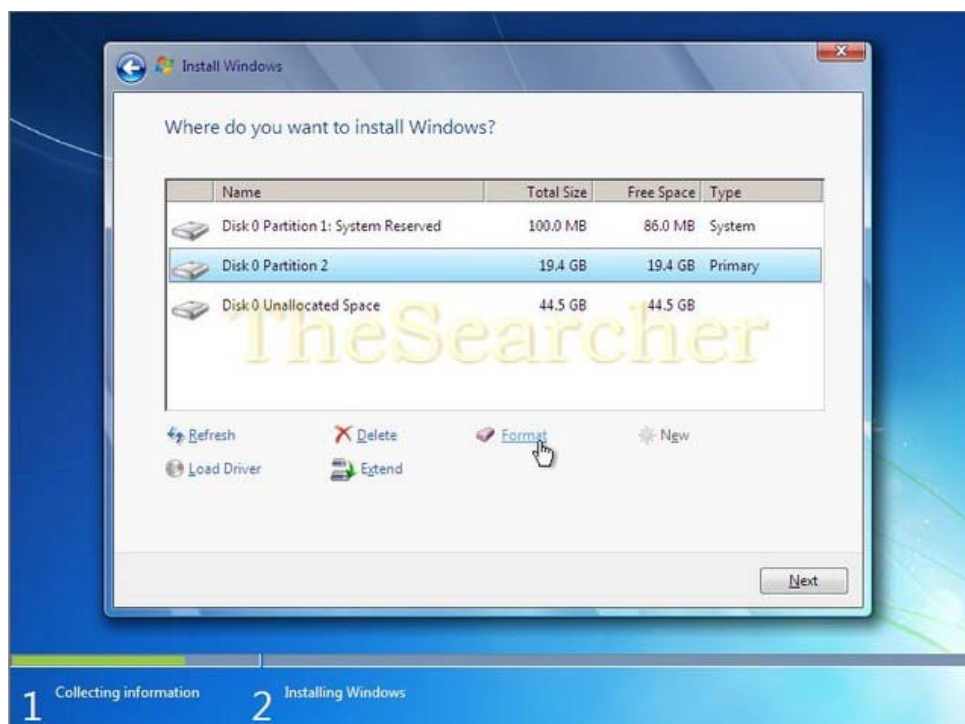 Install Windows
Where do you want to install Windows?
Name Total Size Free Space Type
Disk 0 Partition 1: System Reserved 100.0 MB 86.0 MB System
Disk 0 Partition 2 19.4 GB 19.4 GB Primary
Disk 0 Unallocated Space 44.5 GB 44.5 GB
TheSearcher
Refresh Delete Format New
Load Driver Extend
Next
1 Collecting information 2 Installing Windows